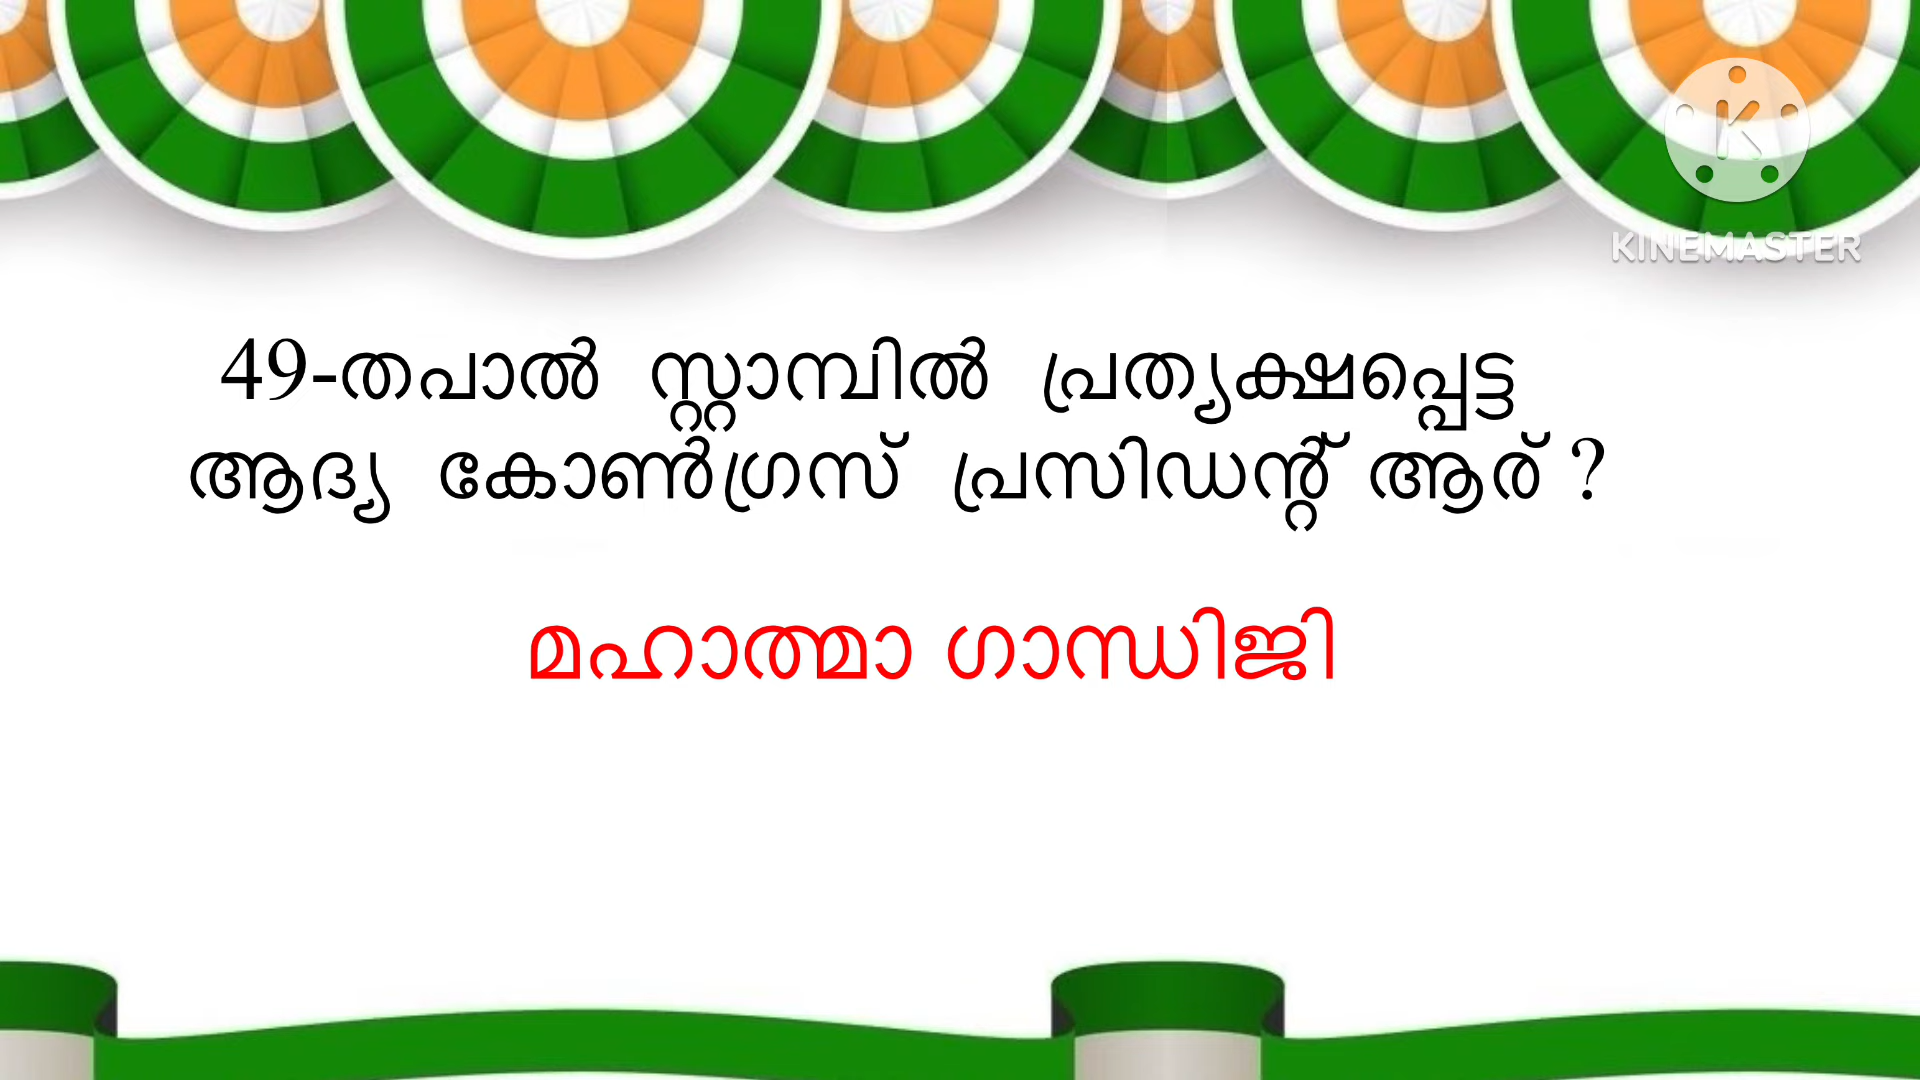 KINEMASTER
49-തപാൽ സ്റ്റാമ്പിൽ പ്രത്യക്ഷപ്പെട്ട
ആദ്യ കോൺഗ്രസ് പ്രസിഡന്റ് ആര് ?
മഹാത്മാ ഗാന്ധിജി